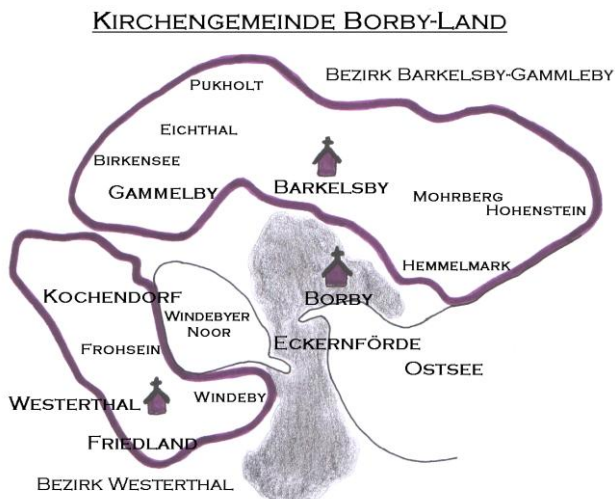 KIRCHENGEMEINDE BORBY-LAND
BEZIRK BARKELSBY-GAMMLEBY
PUKHOLT
EICHTHAL
BIRKENSEE
GAMMELBY
BARKELSBY
MOHRBERG
HOHENSTEIN
HEMMELMARK
BORBY
KOCHENDORF
WINDEBYER
NOOR
FROHSEIN
ECKERNFÖRDE
OSTSEE
WESTERTHAL
WINDEBY
FRIEDLAND
BEZIRK WESTERTHAL